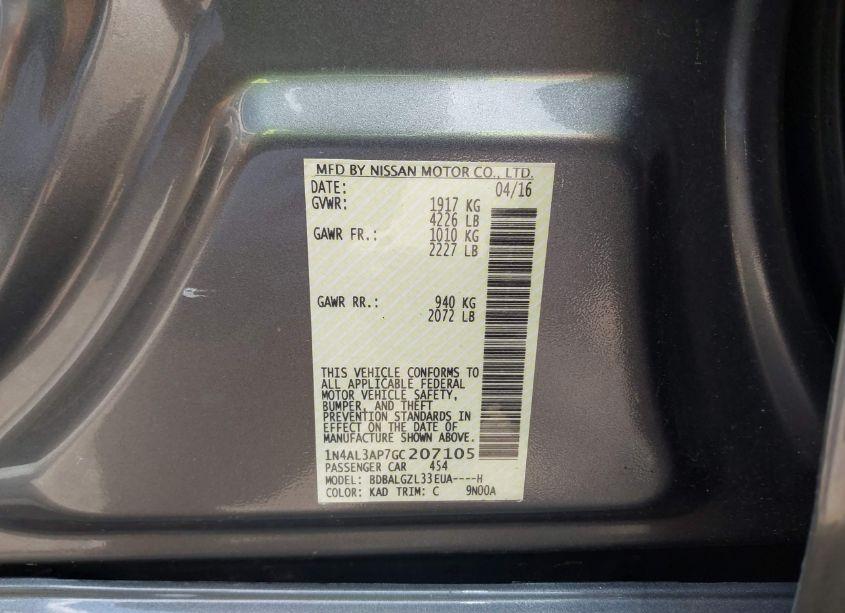 MFD BY NISSAN MOTOR CO., LTD.
DATE: 04/16
GVWR: 1917 KG
4226 LB
GAWR FR.: 1010 KG
2227 LB
GAWR RR.: 940 KG
2072 LB
THIS VEHICLE CONFORMS TO
ALL APPLICABLE FEDERAL
MOTOR VEHICLE SAFETY,
BUMPER, AND THEFT
PREVENTION STANDARDS IN
EFFECT ON THE DATE OF
MANUFACTURE SHOWN ABOVE.
1N4AL3AP7GC207105
PASSENGER CAR 454
MODEL: BDBALGZL33EUA----H
COLOR: KAD TRIM: C 9N00A